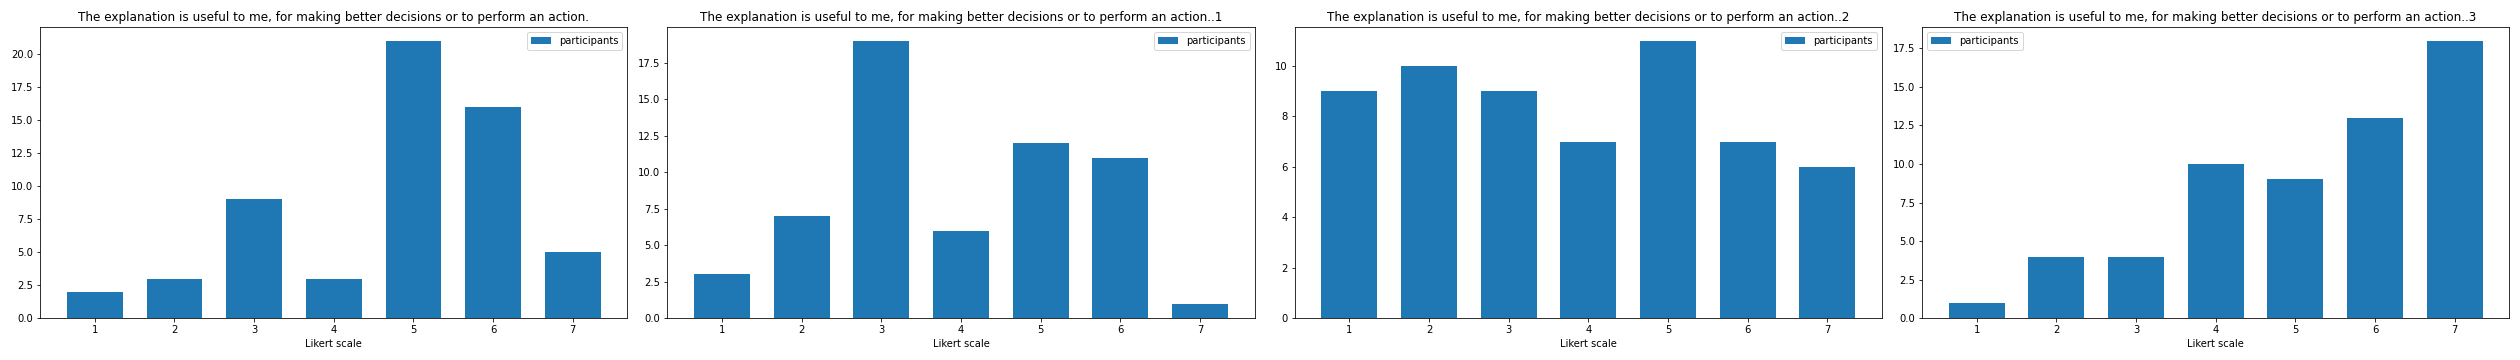 The explanation is useful to me, for making better decisions or to perform an action.
participants
20.0
17.5
15.0
12.5
10.0
7.5
5.0
2.5
0.0
1 2 3 4 5 6 7
Likert scale
The explanation is useful to me, for making better decisions or to perform an action..1
participants
17.5
15.0
12.5
10.0
7.5
5.0
2.5
0.0
1 2 3 4 5 6 7
Likert scale
The explanation is useful to me, for making better decisions or to perform an action..2
participants
10
8
6
4
2
0
1 2 3 4 5 6 7
Likert scale
The explanation is useful to me, for making better decisions or to perform an action..3
participants
17.5
15.0
12.5
10.0
7.5
5.0
2.5
0.0
1 2 3 4 5 6 7
Likert scale